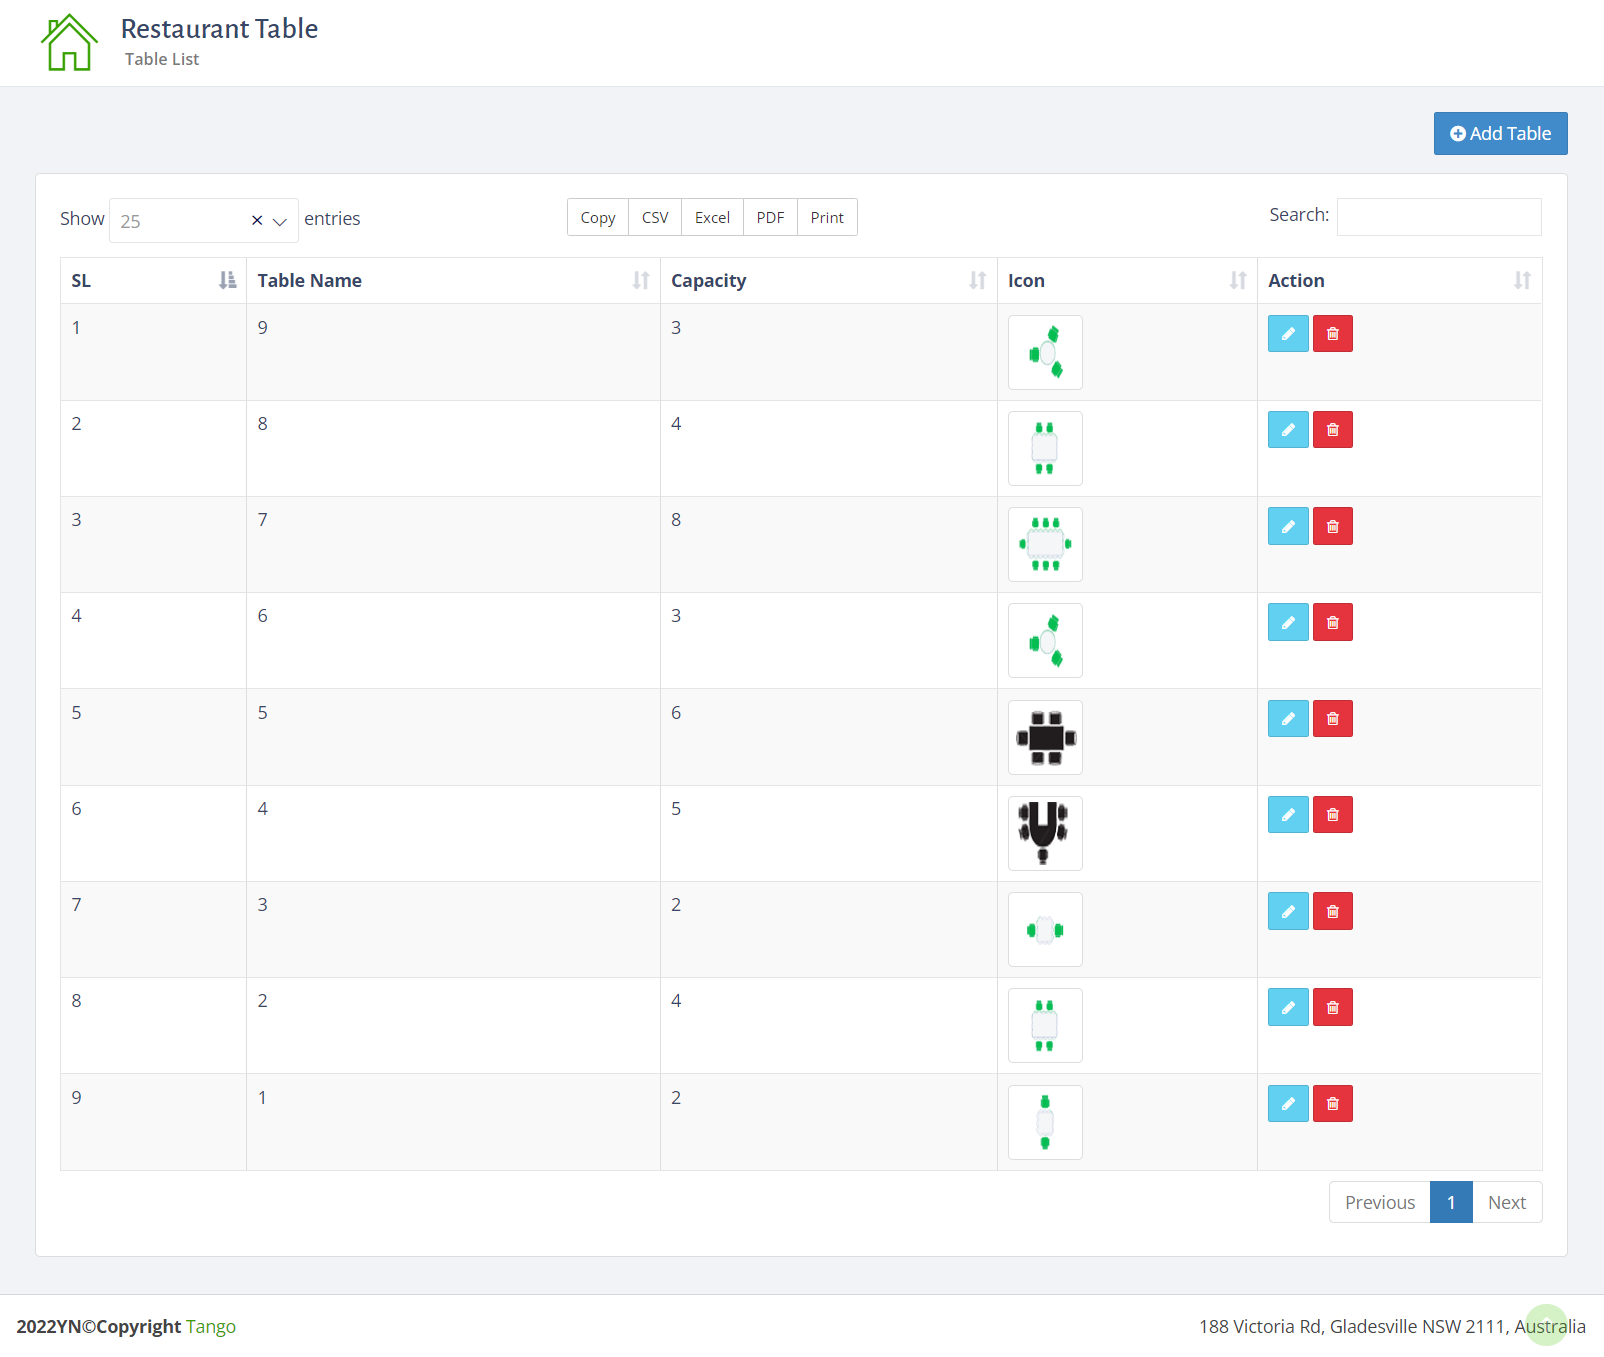 Restaurant Table
Table List
Add Table
Show 25 entries
Copy CSV Excel PDF Print
Search:
SL Table Name Capacity Icon Action
1 9 3
2 8 4
3 7 8
4 6 3
5 5 6
6 4 5
7 3 2
8 2 4
9 1 2
Previous 1 Next
2022YN©Copyright Tango
188 Victoria Rd, Gladesville NSW 2111, Australia